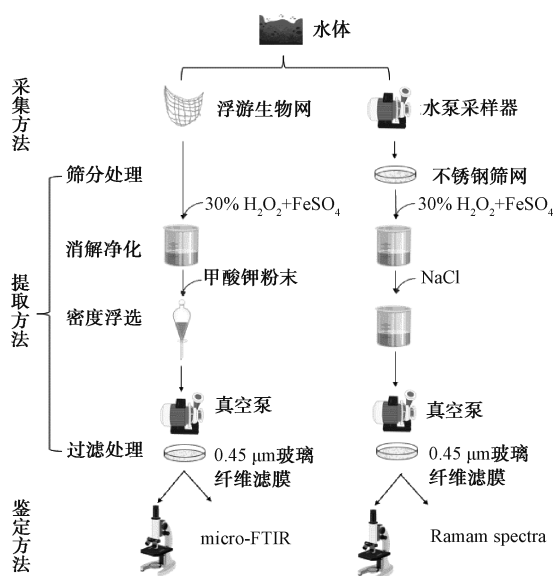 水体
采集方法
浮游生物网
水泵采样器
筛分处理
不锈钢筛网
30% H₂O₂+FeSO₄
30% H₂O₂+FeSO₄
提取方法
消解净化
甲酸钾粉末
NaCl
密度浮选
真空泵
真空泵
过滤处理
0.45 μm玻璃
纤维滤膜
0.45 μm玻璃
纤维滤膜
鉴定方法
micro-FTIR
Ramam spectra